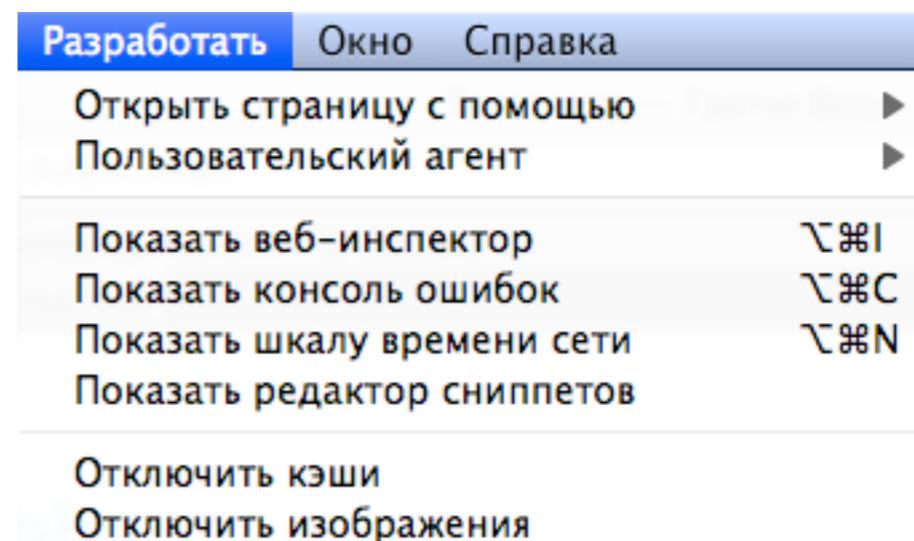 Разработать Окно Справка
Открыть страницу с помощью ▶
Пользовательский агент ▶
Показать веб-инспектор ⌥⌘I
Показать консоль ошибок ⌥⌘C
Показать шкалу времени сети ⌥⌘N
Показать редактор сниппетов
Отключить кэши
Отключить изображения